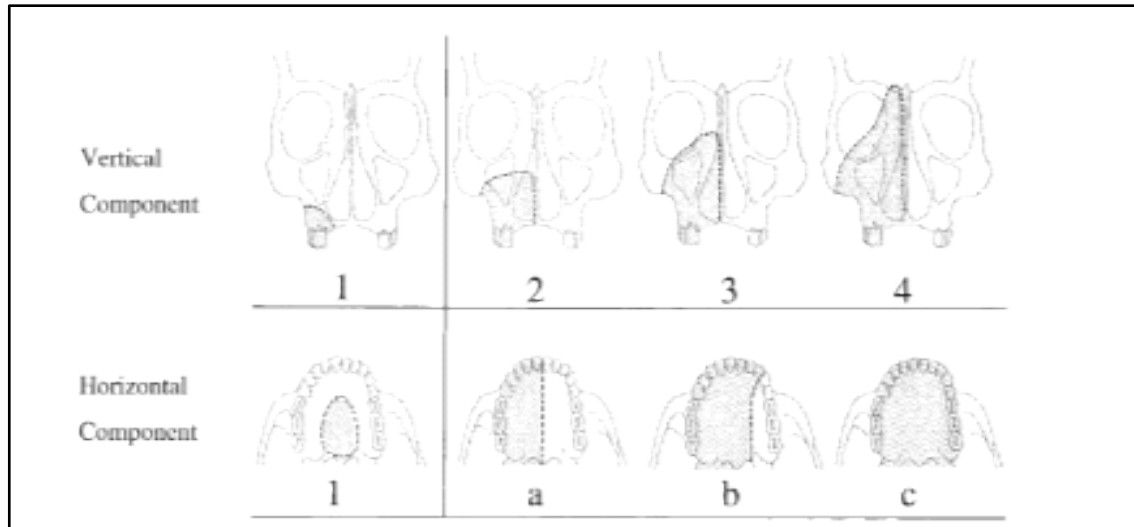 Vertical
Component
1 2 3 4
Horizontal
Component
1 a b c